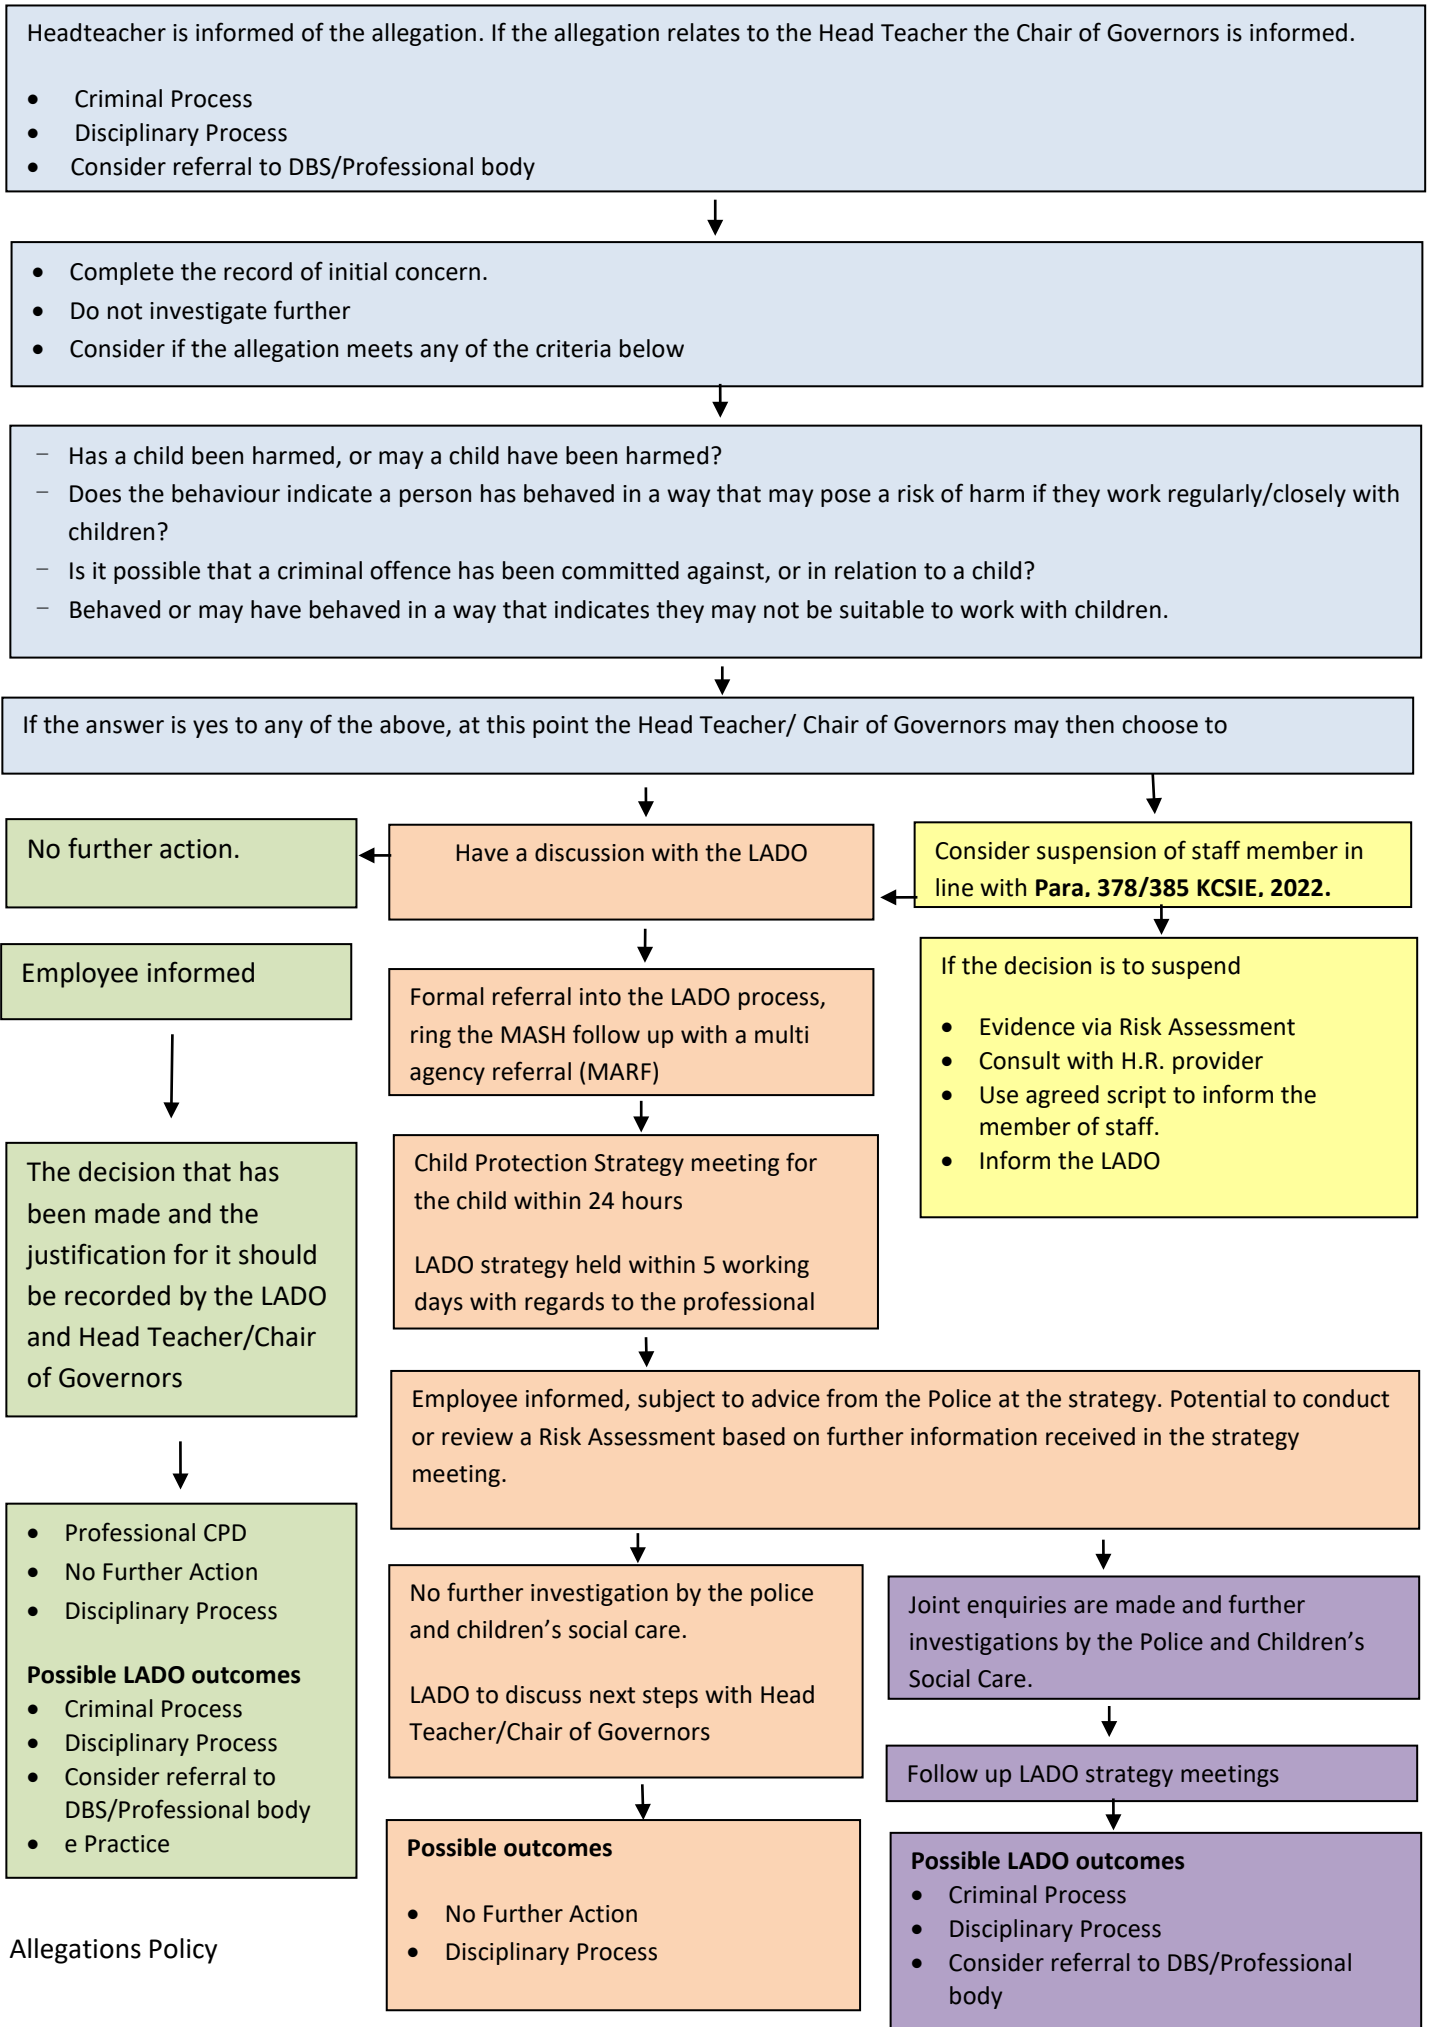 Headteacher is informed of the allegation. If the allegation relates to the Head Teacher the Chair of Governors is informed.
• Criminal Process
• Disciplinary Process
• Consider referral to DBS/Professional body
• Complete the record of initial concern.
• Do not investigate further
• Consider if the allegation meets any of the criteria below
− Has a child been harmed, or may a child have been harmed?
− Does the behaviour indicate a person has behaved in a way that may pose a risk of harm if they work regularly/closely with
children?
− Is it possible that a criminal offence has been committed against, or in relation to a child?
− Behaved or may have behaved in a way that indicates they may not be suitable to work with children.
If the answer is yes to any of the above, at this point the Head Teacher/ Chair of Governors may then choose to
No further action.
Have a discussion with the LADO
Consider suspension of staff member in
line with Para, 378/385 KCSIE, 2022.
Employee informed
Formal referral into the LADO process,
ring the MASH follow up with a multi
agency referral (MARF)
If the decision is to suspend
• Evidence via Risk Assessment
• Consult with H.R. provider
• Use agreed script to inform the
member of staff.
• Inform the LADO
The decision that has
been made and the
justification for it should
be recorded by the LADO
and Head Teacher/Chair
of Governors
Child Protection Strategy meeting for
the child within 24 hours
LADO strategy held within 5 working
days with regards to the professional
Employee informed, subject to advice from the Police at the strategy. Potential to conduct
or review a Risk Assessment based on further information received in the strategy
meeting.
• Professional CPD
• No Further Action
• Disciplinary Process
Possible LADO outcomes
• Criminal Process
• Disciplinary Process
• Consider referral to
DBS/Professional body
• e Practice
No further investigation by the police
and children’s social care.
LADO to discuss next steps with Head
Teacher/Chair of Governors
Joint enquiries are made and further
investigations by the Police and Children’s
Social Care.
Follow up LADO strategy meetings
Possible outcomes
• No Further Action
• Disciplinary Process
Possible LADO outcomes
• Criminal Process
• Disciplinary Process
• Consider referral to DBS/Professional
body
Allegations Policy